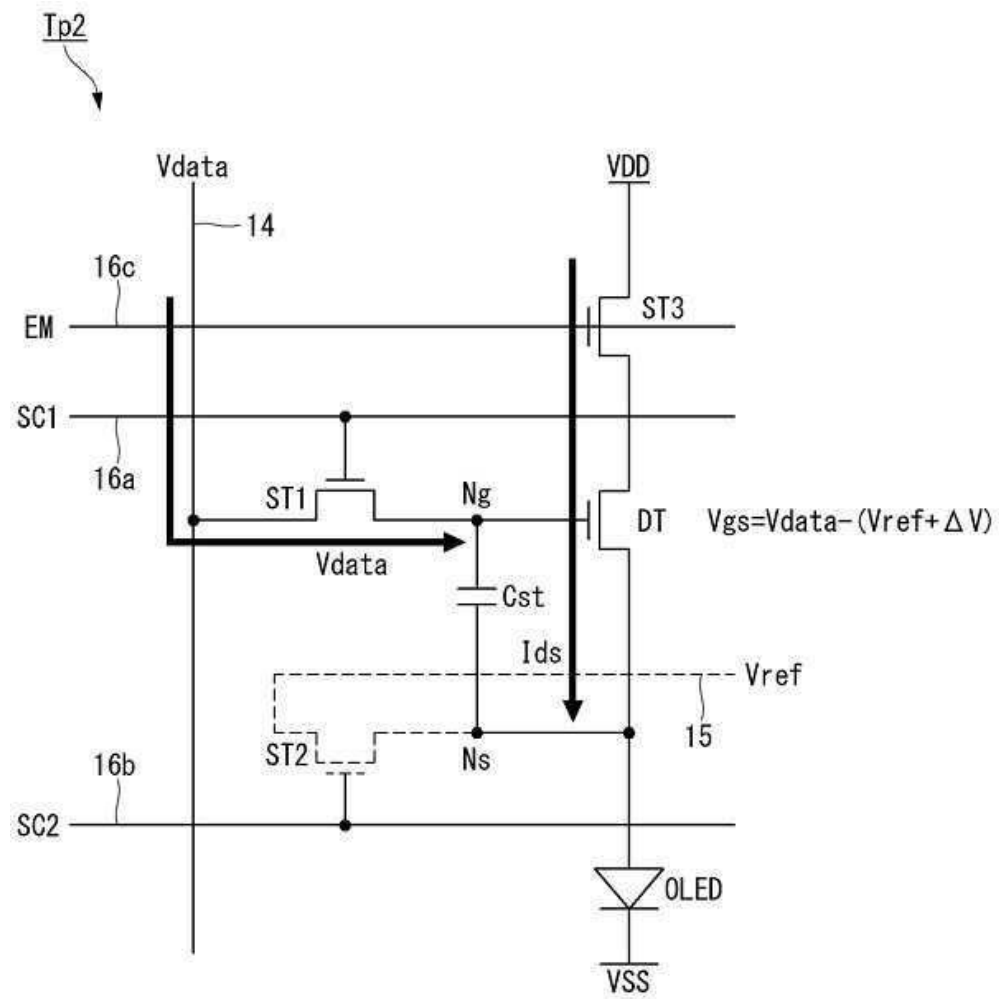 Tp2
Vdata
VDD
14
16c
ST3
EM
SC1
16a
ST1
Ng
DT
Vgs=Vdata-(Vref+ΔV)
Vdata
Cst
Ids
Vref
15
ST2
Ns
16b
SC2
OLED
VSS